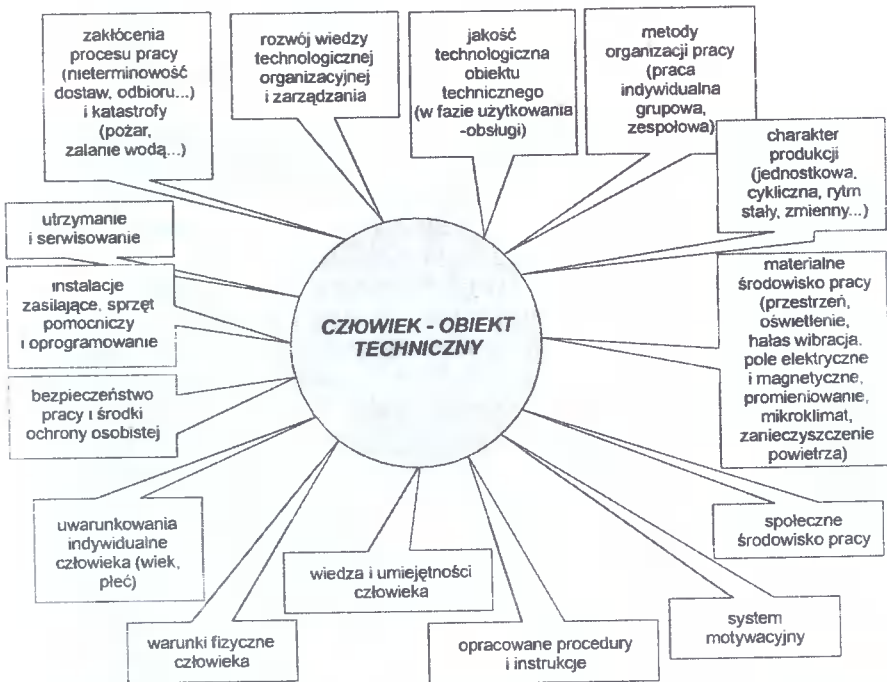 zakłócenia
procesu pracy
(nieterminowość
dostaw, odbioru...)
i katastrofy
(pożar,
zalanie wodą...)
rozwój wiedzy
technologicznej
organizacyjnej
i zarządzania
jakość
technologiczna
obiektu
technicznego
(w fazie użytkowania
-obsługi)
metody
organizacji pracy
(praca
indywidualna
grupowa,
zespołowa)
charakter
produkcji
(jednostkowa,
cykliczna, rytm
stały, zmienny...)
utrzymanie
i serwisowanie
instalacje
zasilające, sprzęt
pomocniczy
i oprogramowanie
bezpieczeństwo
pracy i środki
ochrony osobistej
CZŁOWIEK - OBIEKT
TECHNICZNY
materialne
środowisko pracy
(przestrzeń,
oświetlenie,
hałas wibracja.
pole elektryczne
i magnetyczne,
promieniowanie,
mikroklimat,
zanieczyszczenie
powietrza)
uwarunkowania
indywidualne
człowieka (wiek,
płeć)
wiedza i umiejętności
człowieka
społeczne
środowisko pracy
warunki fizyczne
człowieka
opracowane procedury
i instrukcje
system
motywacyjny